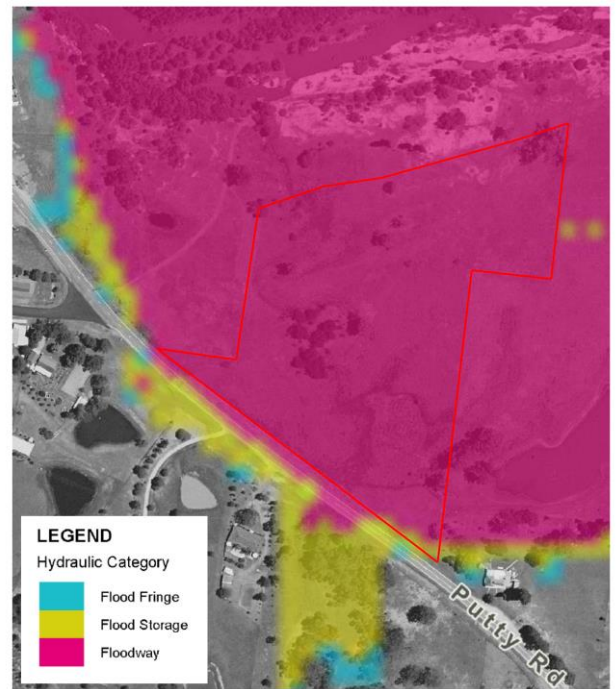 Putty Rd
LEGEND
Hydraulic Category
Flood Fringe
Flood Storage
Floodway